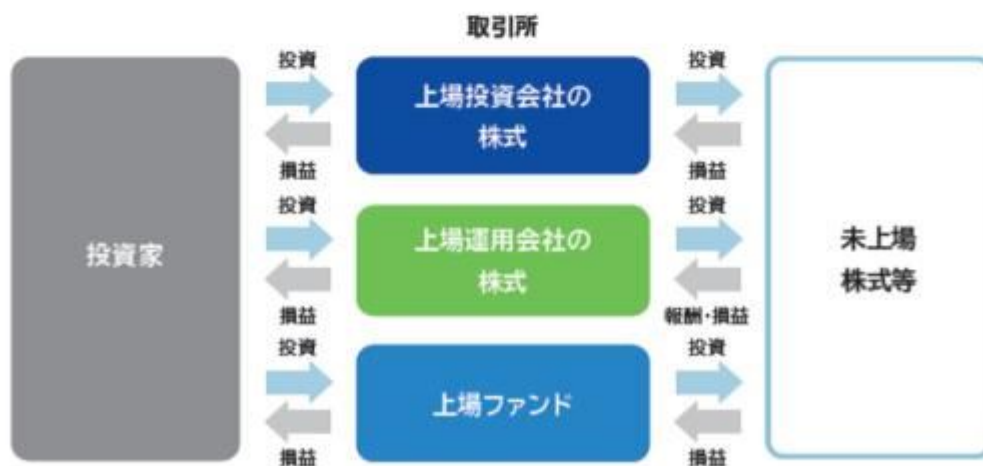 取引所
投資
投資
上場投資会社の
株式
損益
損益
投資
投資
投資家
上場運用会社の
株式
未上場
株式等
損益
報酬・損益
投資
投資
上場ファンド
損益
損益